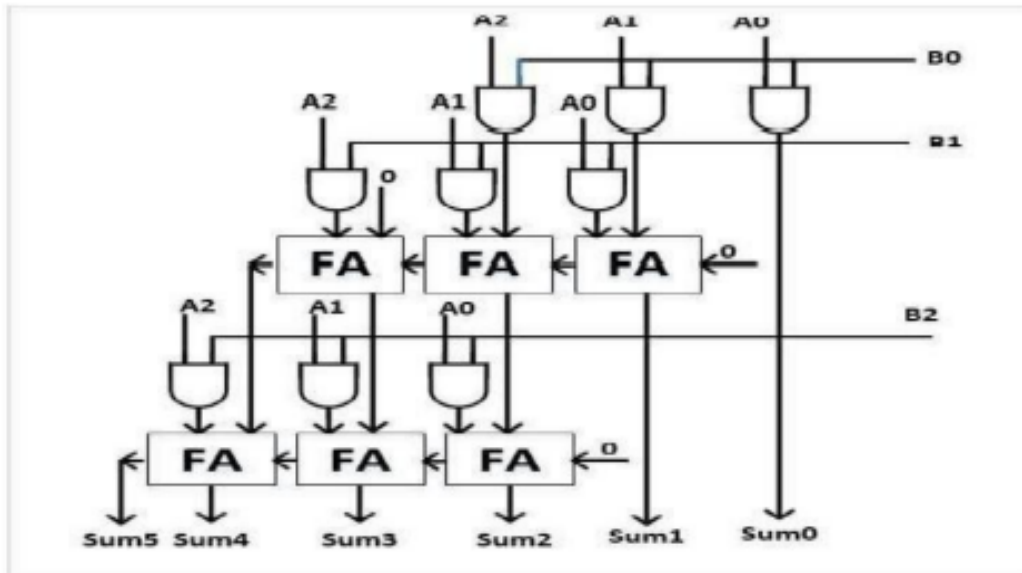 A2 A1 A0
B0
A2 A1 A0
B1
0
FA FA FA 0
A2 A1 A0
B2
FA FA FA 0
Sum5 Sum4 Sum3 Sum2 Sum1 Sum0